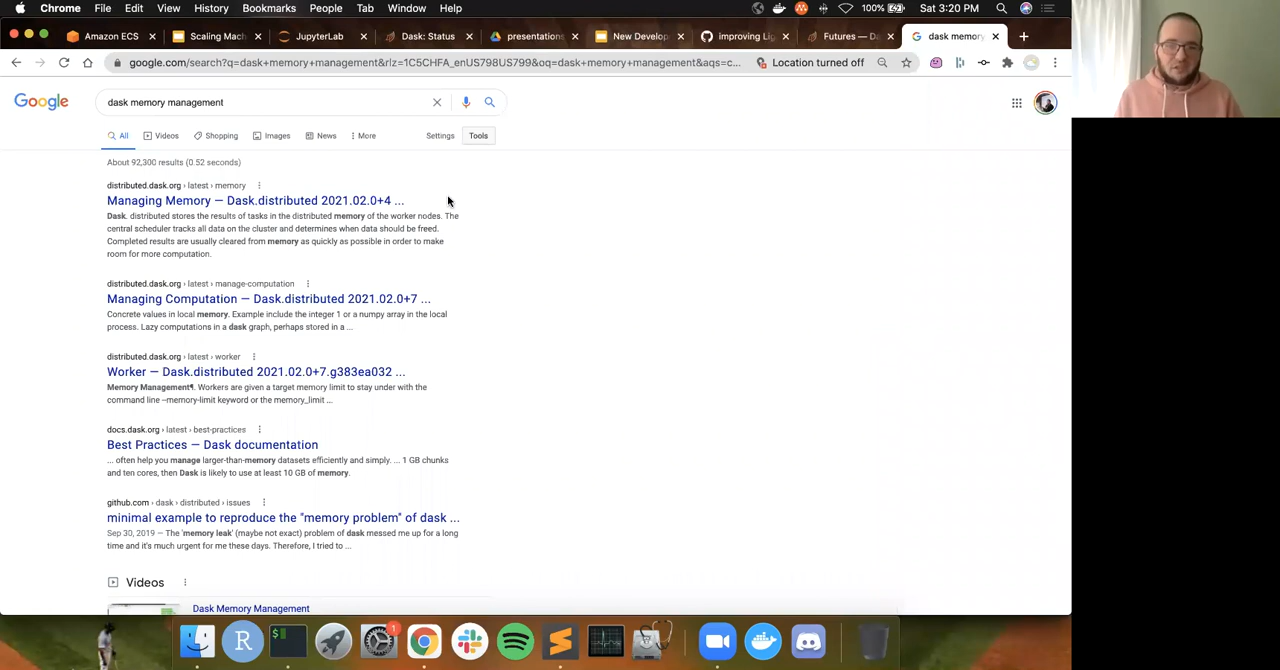 Chrome File Edit View History Bookmarks People Tab Window Help 100% Sat 3:20 PM
Amazon ECS Scaling Mach JupyterLab Dask: Status presentations New Develop improving Lig Futures — Da dask memory
google.com/search?q=dask+memory+management&rlz=1C5CHFA_enUS798US799&oq=dask+memory+management&aqs=c... Location turned off
Google dask memory management
All Videos Shopping Images News More Settings Tools
About 92,300 results (0.52 seconds)
distributed.dask.org › latest › memory
Managing Memory — Dask.distributed 2021.02.0+4 ...
Dask. distributed stores the results of tasks in the distributed memory of the worker nodes. The
central scheduler tracks all data on the cluster and determines when data should be freed.
Completed results are usually cleared from memory as quickly as possible in order to make
room for more computation.
distributed.dask.org › latest › manage-computation
Managing Computation — Dask.distributed 2021.02.0+7 ...
Concrete values in local memory. Example include the integer 1 or a numpy array in the local
process. Lazy computations in a dask graph, perhaps stored in a ...
distributed.dask.org › latest › worker
Worker — Dask.distributed 2021.02.0+7.g383ea032 ...
Memory Management¶. Workers are given a target memory limit to stay under with the
command line –memory-limit keyword or the memory_limit ...
docs.dask.org › latest › best-practices
Best Practices — Dask documentation
... often help you manage larger-than-memory datasets efficiently and simply. ... 1 GB chunks
and ten cores, then Dask is likely to use at least 10 GB of memory.
github.com › dask › distributed › issues
minimal example to reproduce the "memory problem" of dask ...
Sep 30, 2019 — The 'memory leak' (maybe not exact) problem of dask messed me up for a long
time and it's much urgent for me these days. Therefore, I tried to ...
Videos
Dask Memory Management